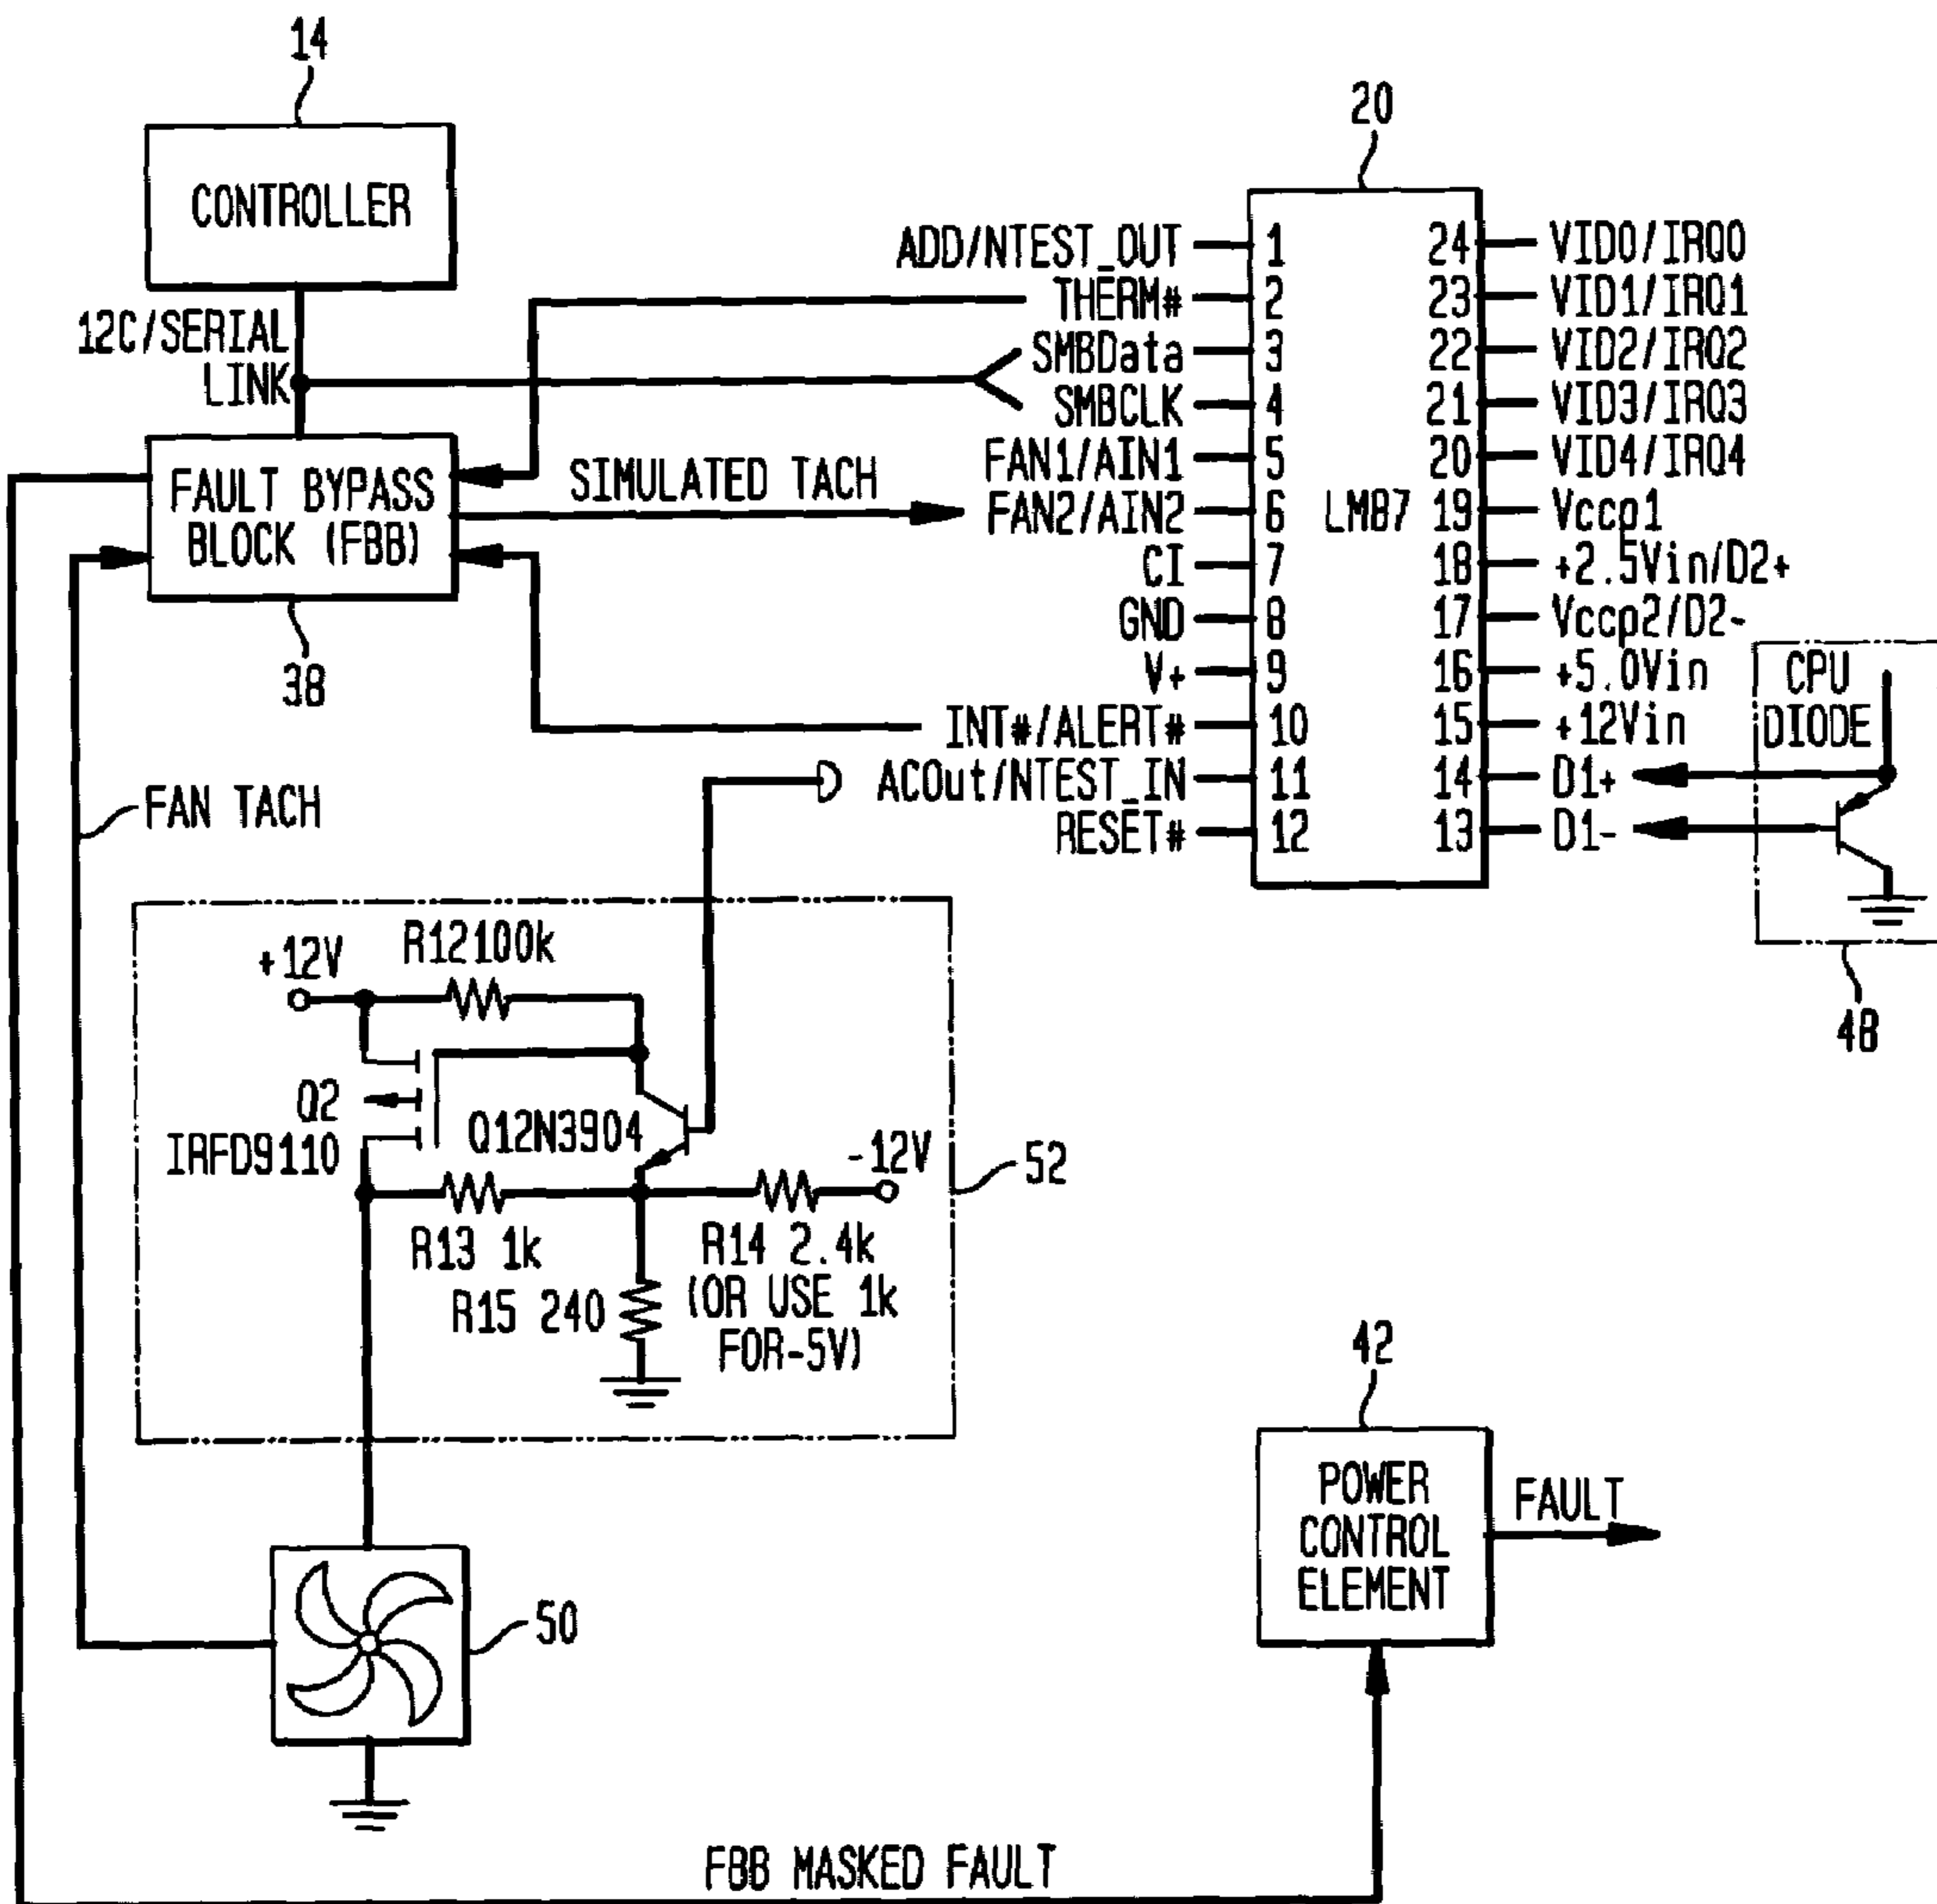 14
CONTROLLER
12C/SERIAL
LINK
FAULT BYPASS
BLOCK (FBB)
38
SIMULATED TACH
FAN TACH
20
LM87
ADD/NTEST_OUT 1
THERM# 2
SMBData 3
SMBCLK 4
FAN1/AIN1 5
FAN2/AIN2 6
CI 7
GND 8
V+ 9
INT#/ALERT# 10
ACOut/NTEST_IN 11
RESET# 12
24 VID0/IRQ0
23 VID1/IRQ1
22 VID2/IRQ2
21 VID3/IRQ3
20 VID4/IRQ4
19 Vccp1
18 +2.5Vin/D2+
17 Vccp2/D2-
16 +5.0Vin
15 +12Vin
14 D1+
13 D1-
CPU
DIODE
48
+12V
R12100k
Q2
IRFD9110
Q12N3904
-12V
52
R13 1k
R14 2.4k
(OR USE 1k
FOR-5V)
R15 240
50
42
POWER
CONTROL
ELEMENT
FAULT
FBB MASKED FAULT